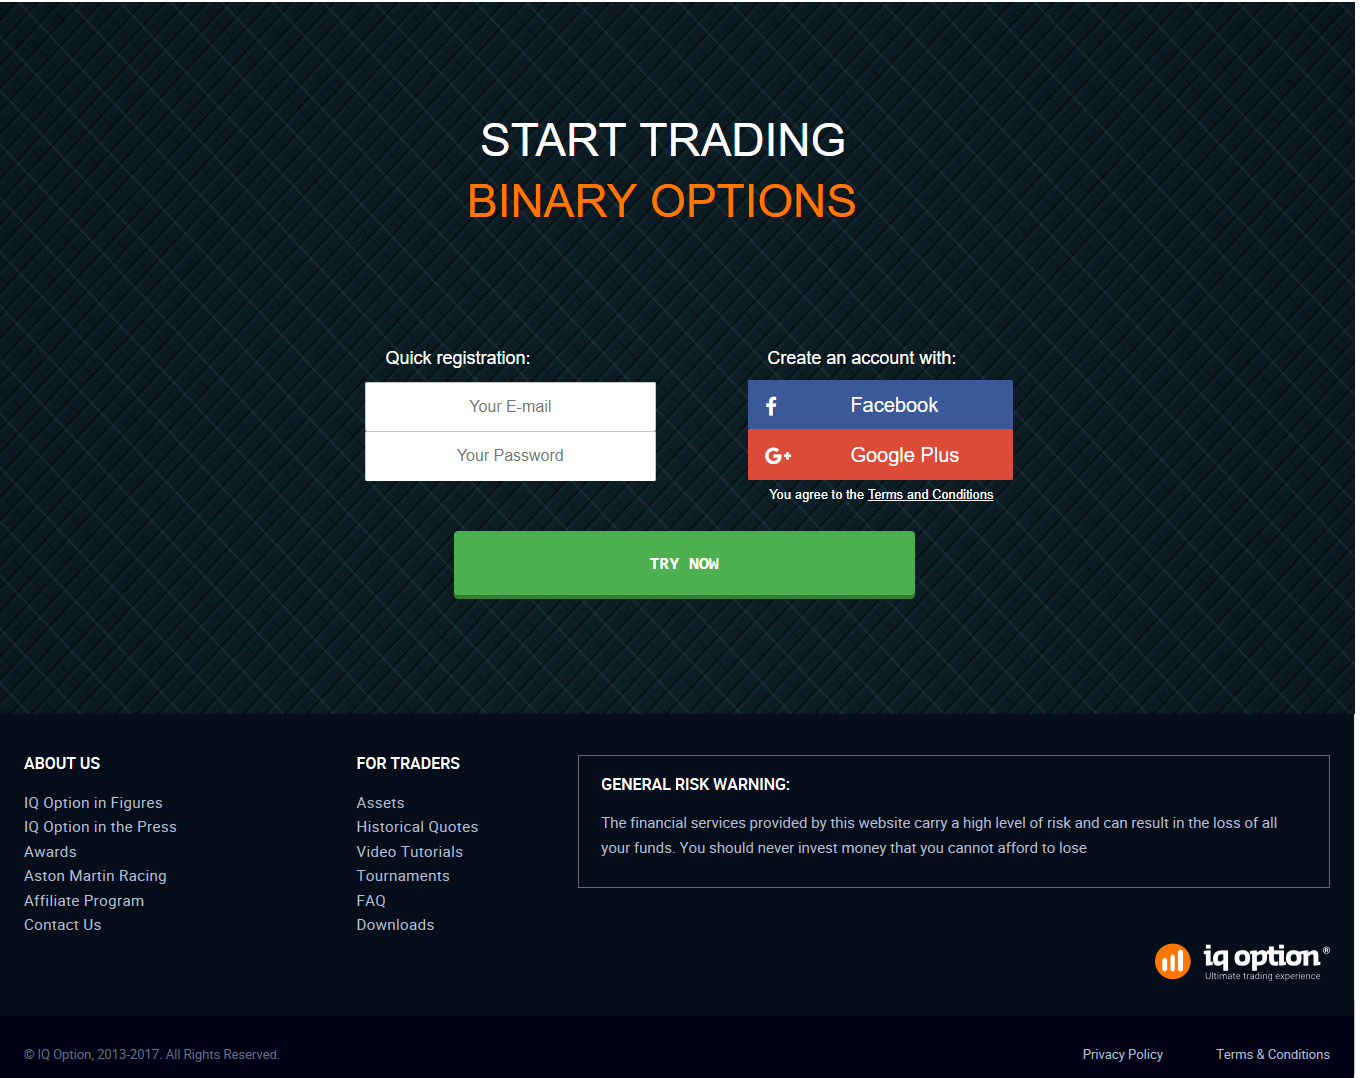 START TRADING
BINARY OPTIONS
Quick registration:
Your E-mail
Your Password
Create an account with:
Facebook
G+ Google Plus
You agree to the Terms and Conditions
TRY NOW
ABOUT US
IQ Option in Figures
IQ Option in the Press
Awards
Aston Martin Racing
Affiliate Program
Contact Us
FOR TRADERS
Assets
Historical Quotes
Video Tutorials
Tournaments
FAQ
Downloads
GENERAL RISK WARNING:
The financial services provided by this website carry a high level of risk and can result in the loss of all
your funds. You should never invest money that you cannot afford to lose
iq option®
Ultimate trading experience
© IQ Option, 2013-2017. All Rights Reserved.
Privacy Policy
Terms & Conditions